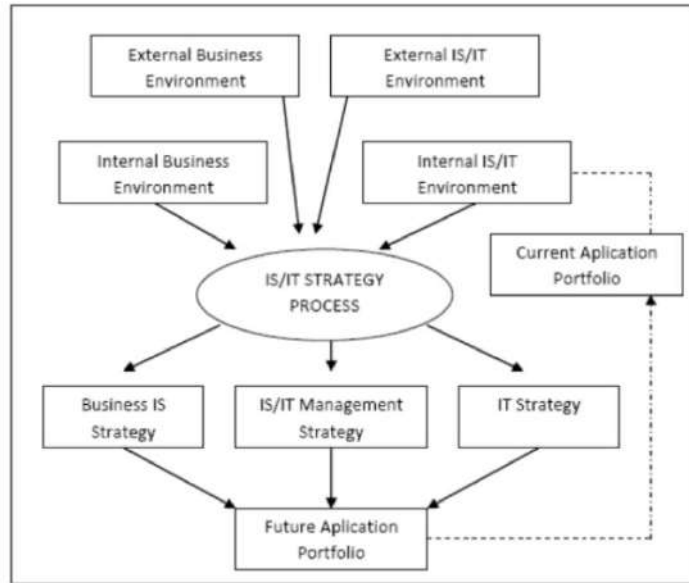 External Business
Environment
External IS/IT
Environment
Internal Business
Environment
Internal IS/IT
Environment
Current Aplication
Portfolio
IS/IT STRATEGY
PROCESS
Business IS
Strategy
IS/IT Management
Strategy
IT Strategy
Future Aplication
Portfolio